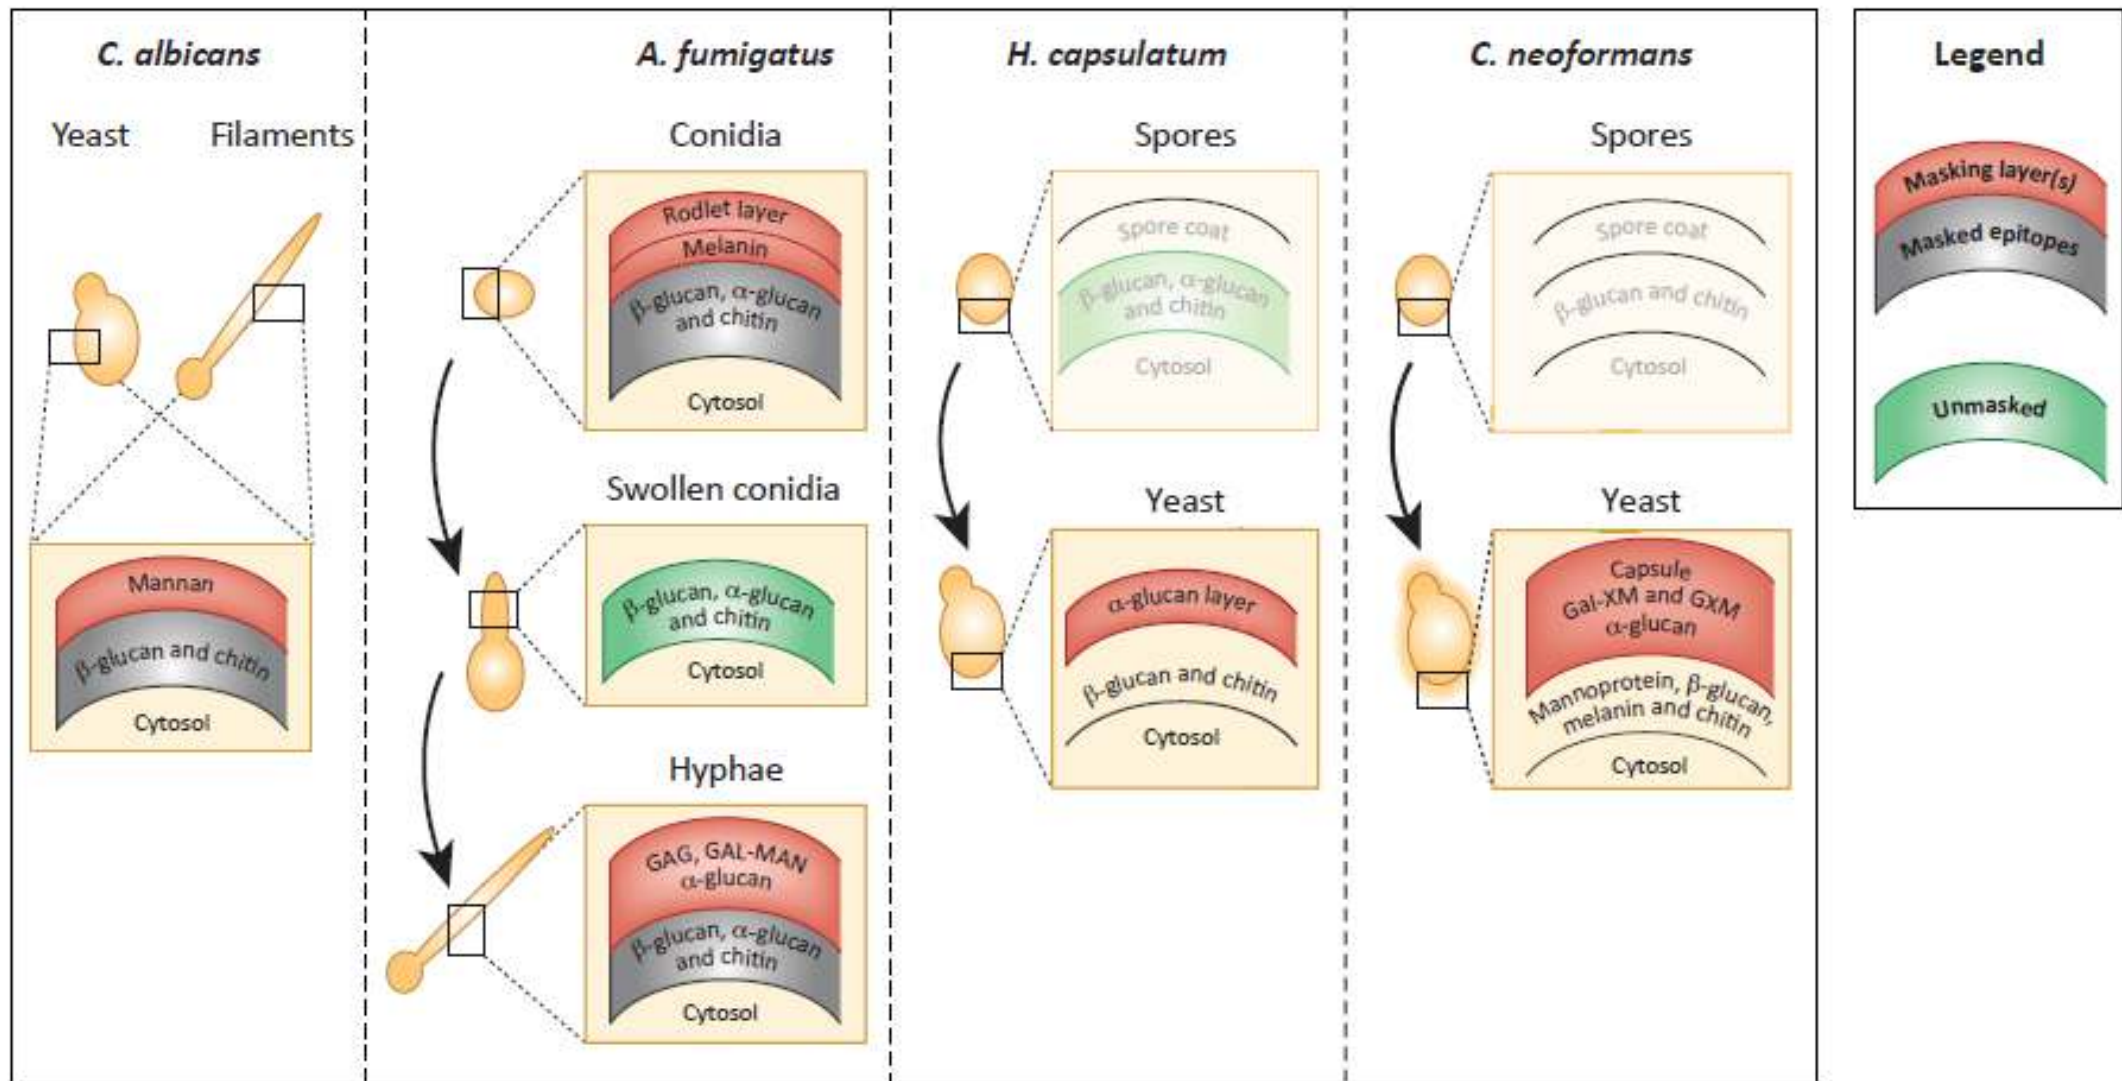 C. albicans
Yeast
Filaments
Mannan
β-glucan and chitin
Cytosol
A. fumigatus
Conidia
Rodlet layer
Melanin
β-glucan, α-glucan
and chitin
Cytosol
Swollen conidia
β-glucan, α-glucan
and chitin
Cytosol
Hyphae
GAG, GAL-MAN
α-glucan
β-glucan, α-glucan
and chitin
Cytosol
H. capsulatum
Spores
Spore coat
β-glucan, α-glucan
and chitin
Cytosol
Yeast
α-glucan layer
β-glucan and chitin
Cytosol
C. neoformans
Spores
Spore coat
β-glucan and chitin
Cytosol
Yeast
Capsule
Gal-XM and GXM
α-glucan
Mannoprotein, β-glucan,
melanin and chitin
Cytosol
Legend
Masking layer(s)
Masked epitopes
Unmasked